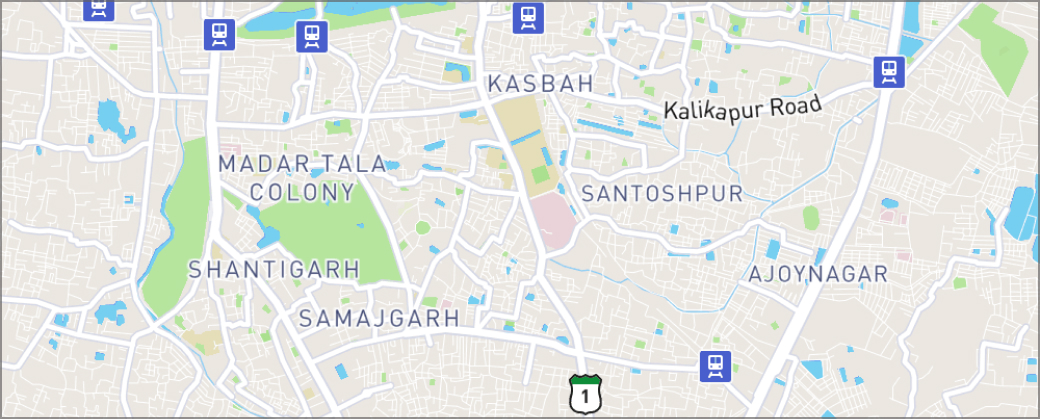 KASBAH
Kalikapur Road
MADAR TALA
COLONY
SANTOSHPUR
SHANTIGARH
AJOYNAGAR
SAMAJGARH
1